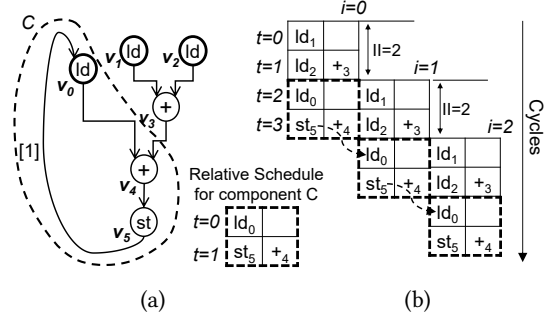 C
ld
v0
v1
ld
v2
ld
+
v3
[1]
+
v4
st
v5
Relative Schedule
for component C
t=0 ld0
t=1 st5 +4
(a)
i=0
t=0 ld1
t=1 ld2 +3
II=2
i=1
t=2 ld0 ld1
t=3 st5 +4 ld2 +3
II=2
i=2
ld0 ld1
st5 +4 ld2 +3
ld0
st5 +4
Cycles
(b)